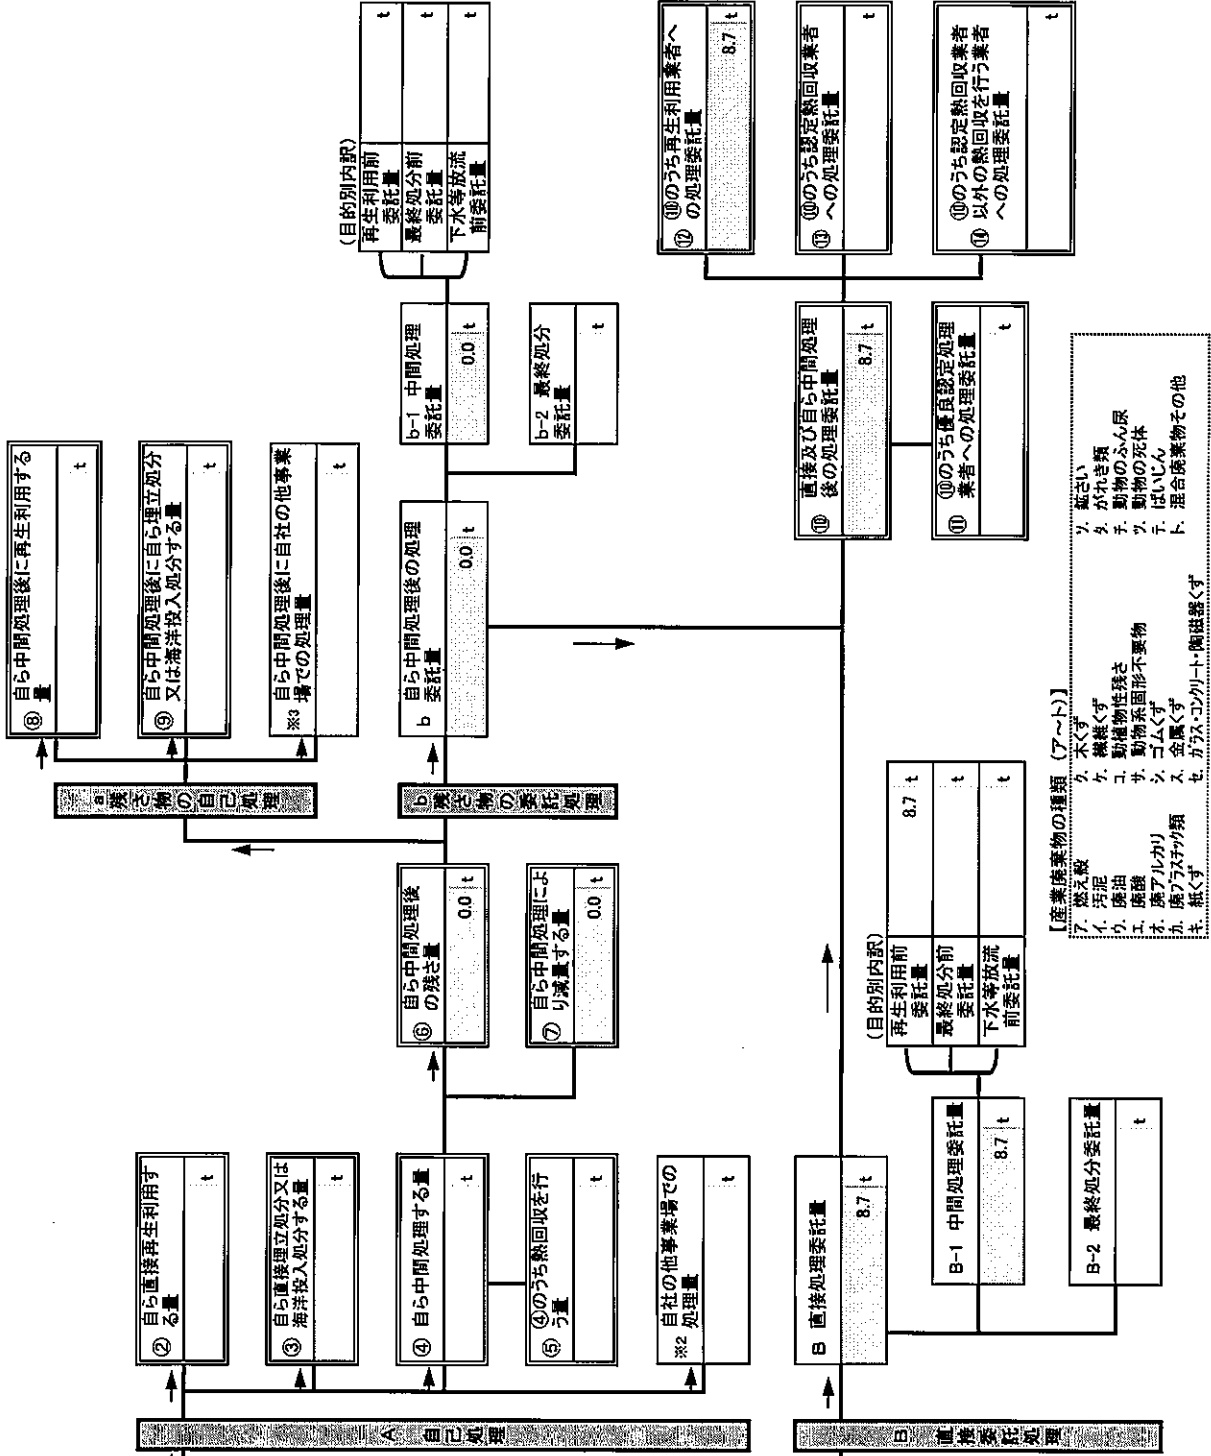 A 自己処理
② 自ら直接再生利用す
る量
t
③ 自ら直接埋立処分又は
海洋投入処分する量
t
④ 自ら中間処理する量
t
⑤ ④のうち熱回収を行
う量
t
※2 自社の他事業場での
処理量
t
⑥ 自ら中間処理後
の残さ量
0.0 t
⑦ 自ら中間処理によ
り減量する量
0.0 t
a 残さ物の自己処理
⑧ 自ら中間処理後に再生利用する
量
t
⑨ 自ら中間処理後に自ら埋立処分
又は海洋投入処分する量
t
※3 自ら中間処理後に自社の他事業
場での処理量
t
b 残さ物の委託処理
b 自ら中間処理後の処理
委託量
0.0 t
b-1 中間処理
委託量
0.0 t
b-2 最終処分
委託量
t
(目的別内訳)
再生利用前
委託量
t
最終処分前
委託量
t
下水等放流
前委託量
t
B 直接委託処理
B 直接処理委託量
8.7 t
B-1 中間処理委託量
8.7 t
B-2 最終処分委託量
t
(目的別内訳)
再生利用前
委託量
8.7 t
最終処分前
委託量
t
下水等放流
前委託量
t
⑩ 直接及び自ら中間処理
後の処理委託量
8.7 t
⑪ ⑩のうち優良認定処理
業者への処理委託量
t
⑫ ⑩のうち再生利用業者へ
の処理委託量
8.7 t
⑬ ⑩のうち認定熱回収業者
への処理委託量
t
⑭ ⑩のうち認定熱回収業者
以外の熱回収を行う業者
への処理委託量
t
【産業廃棄物の種類 (ア〜ト)】
ア. 燃え殻
イ. 汚泥
ウ. 廃油
エ. 廃酸
オ. 廃アルカリ
カ. 廃プラスチック類
キ. 紙くず
ク. 木くず
ケ. 繊維くず
コ. 動植物性残さ
サ. 動物系固形不要物
シ. ゴムくず
ス. 金属くず
セ. ガラス・コンクリート・陶磁器くず
ソ. 鉱さい
タ. がれき類
チ. 動物のふん尿
ツ. 動物の死体
テ. ばいじん
ト. 混合廃棄物その他